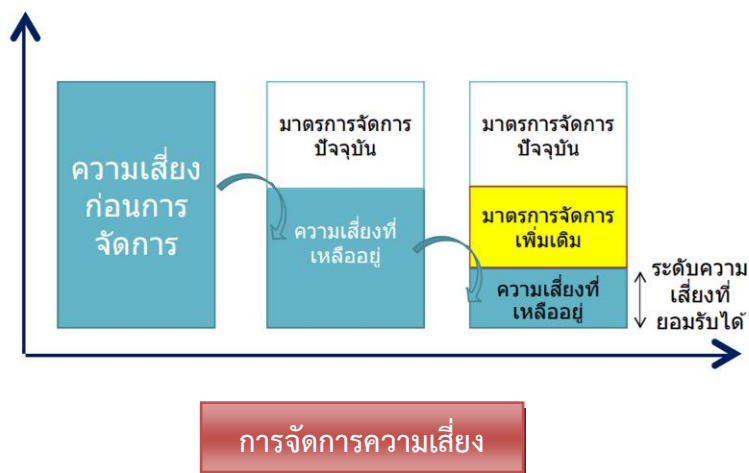 ความเสี่ยง
ก่อนการ
จัดการ
มาตรการจัดการ
ปัจจุบัน
ความเสี่ยงที่
เหลืออยู่
มาตรการจัดการ
ปัจจุบัน
มาตรการจัดการ
เพิ่มเติม
ความเสี่ยงที่
เหลืออยู่
ระดับความ
เสี่ยงที่
ยอมรับได้
การจัดการความเสี่ยง